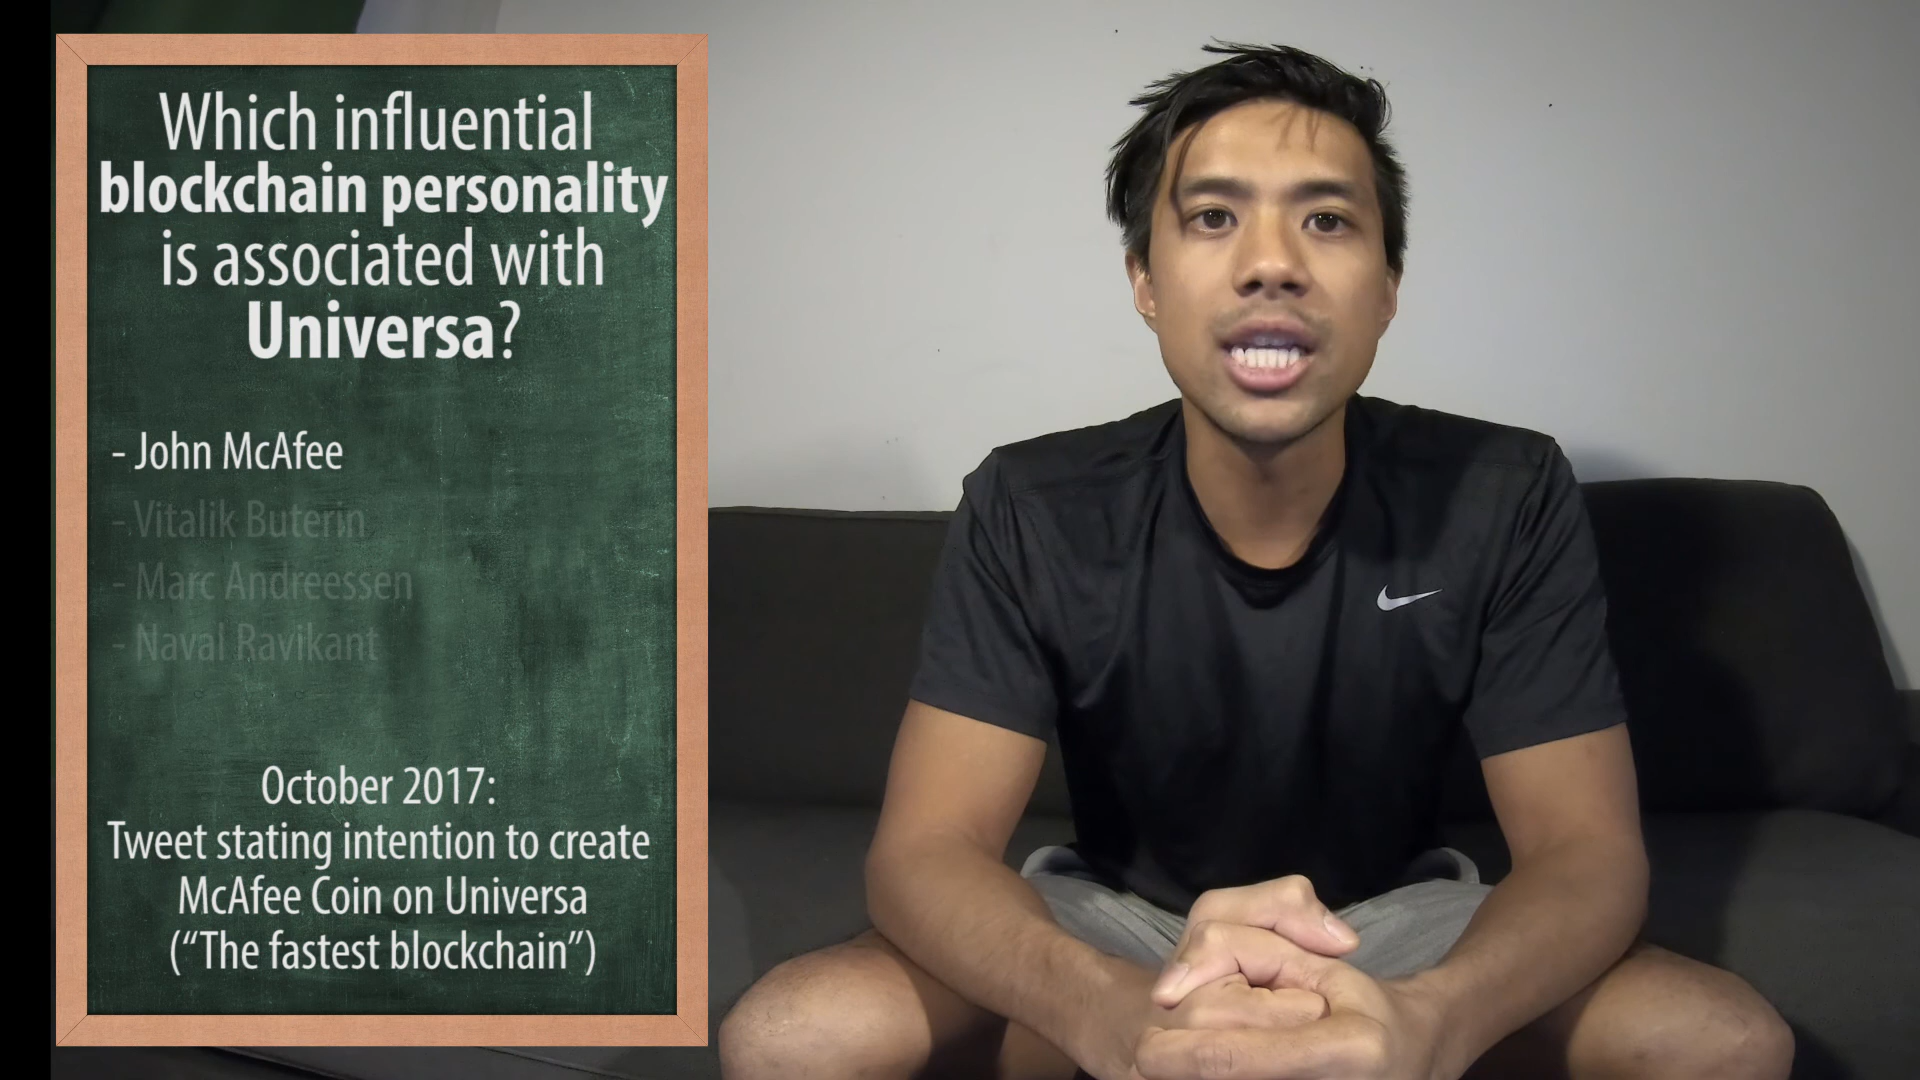 Which influential
blockchain personality
is associated with
Universa?
- John McAfee
- Vitalik Buterin
- Marc Andreessen
- Naval Ravikant
October 2017:
Tweet stating intention to create
McAfee Coin on Universa
(“The fastest blockchain”)